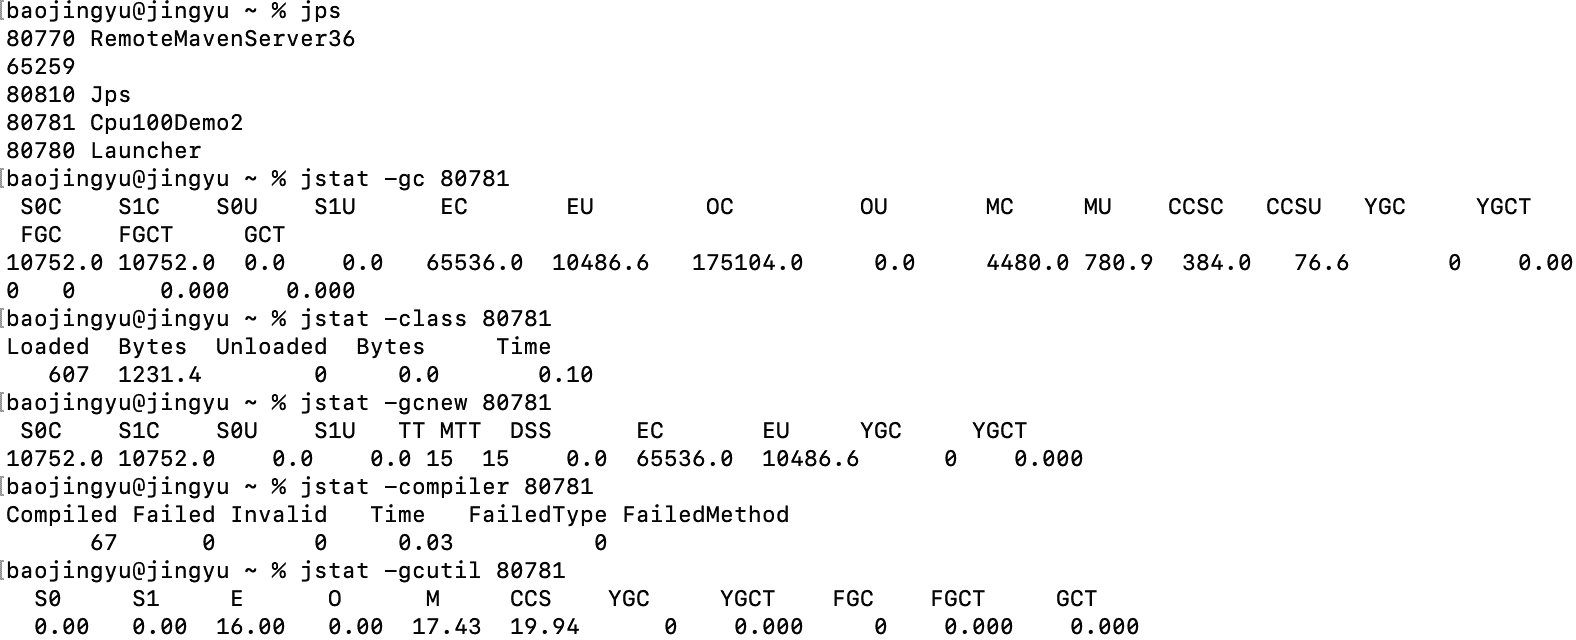 [baojingyu@jingyu ~ % jps
80770 RemoteMavenServer36
65259
80810 Jps
80781 Cpu100Demo2
80780 Launcher
[baojingyu@jingyu ~ % jstat -gc 80781
 S0C    S1C    S0U    S1U      EC       EU        OC         OU       MC     MU    CCSC   CCSU   YGC     YGCT
 FGC    FGCT     GCT
10752.0 10752.0  0.0    0.0   65536.0  10486.6   175104.0     0.0     4480.0 780.9  384.0   76.6       0    0.00
0   0      0.000    0.000
[baojingyu@jingyu ~ % jstat -class 80781
Loaded  Bytes  Unloaded  Bytes     Time
   607  1231.4        0     0.0       0.10
[baojingyu@jingyu ~ % jstat -gcnew 80781
 S0C    S1C    S0U    S1U   TT MTT  DSS      EC       EU     YGC     YGCT
10752.0 10752.0    0.0    0.0 15  15    0.0  65536.0  10486.6      0    0.000
[baojingyu@jingyu ~ % jstat -compiler 80781
Compiled Failed Invalid   Time   FailedType FailedMethod
      67      0       0     0.03          0
[baojingyu@jingyu ~ % jstat -gcutil 80781
  S0     S1     E      O      M     CCS    YGC     YGCT    FGC    FGCT     GCT
  0.00   0.00  16.00   0.00  17.43  19.94      0    0.000     0    0.000    0.000